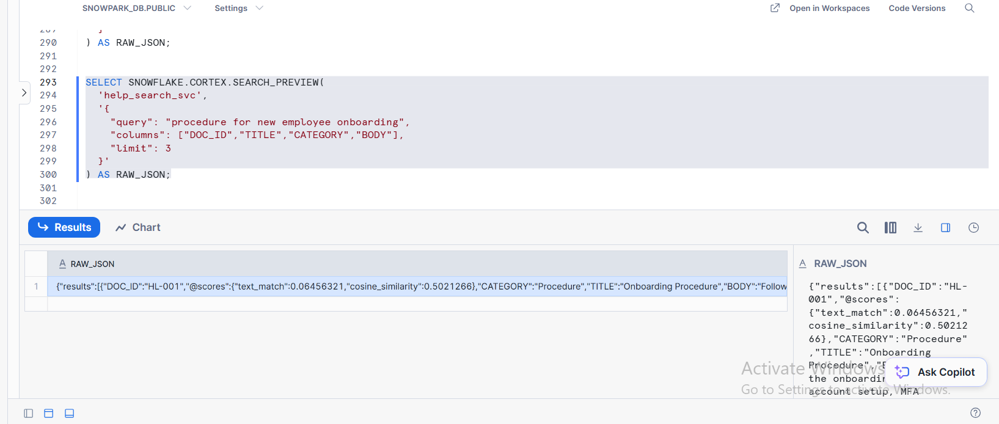 SNOWPARK_DB.PUBLIC Settings Open in Workspaces Code Versions
289 ]
290 ) AS RAW_JSON;
291
292
293 SELECT SNOWFLAKE.CORTEX.SEARCH_PREVIEW(
294 'help_search_svc',
295 '{
296 "query": "procedure for new employee onboarding",
297 "columns": ["DOC_ID","TITLE","CATEGORY","BODY"],
298 "limit": 3
299 }'
300 ) AS RAW_JSON;
301
302
Results Chart
A RAW_JSON
1 {"results":[{"DOC_ID":"HL-001","@scores":{"text_match":0.06456321,"cosine_similarity":0.5021266},"CATEGORY":"Procedure","TITLE":"Onboarding Procedure","BODY":"Follow
A RAW_JSON
{"results":[{"DOC_ID":"HL-
001","@scores":
{"text_match":0.06456321,"
cosine_similarity":0.50212
66},"CATEGORY":"Procedure"
,"TITLE":"Onboarding
Procedure","
the
account setup, MFA
Ask Copilot
Activate Windows
Go to Settings to activate Windows.